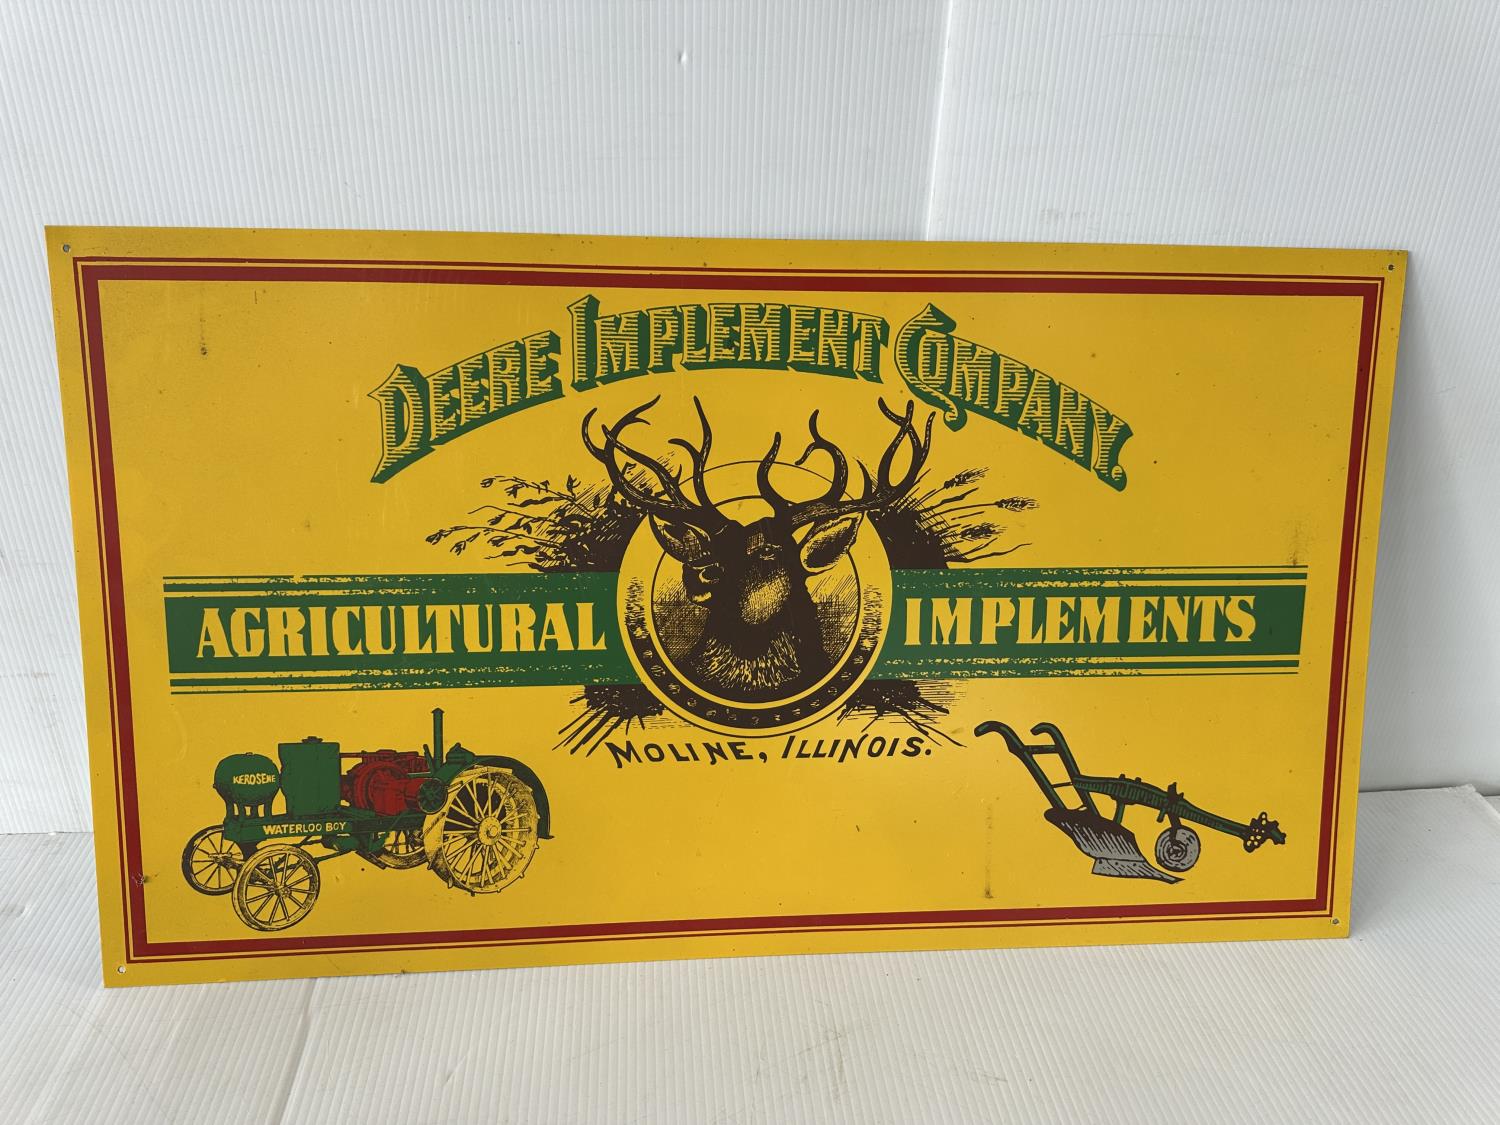 DEERE IMPLEMENT COMPANY.
AGRICULTURAL IMPLEMENTS
MOLINE, ILLINOIS.
KEROSENE
WATERLOO BOY